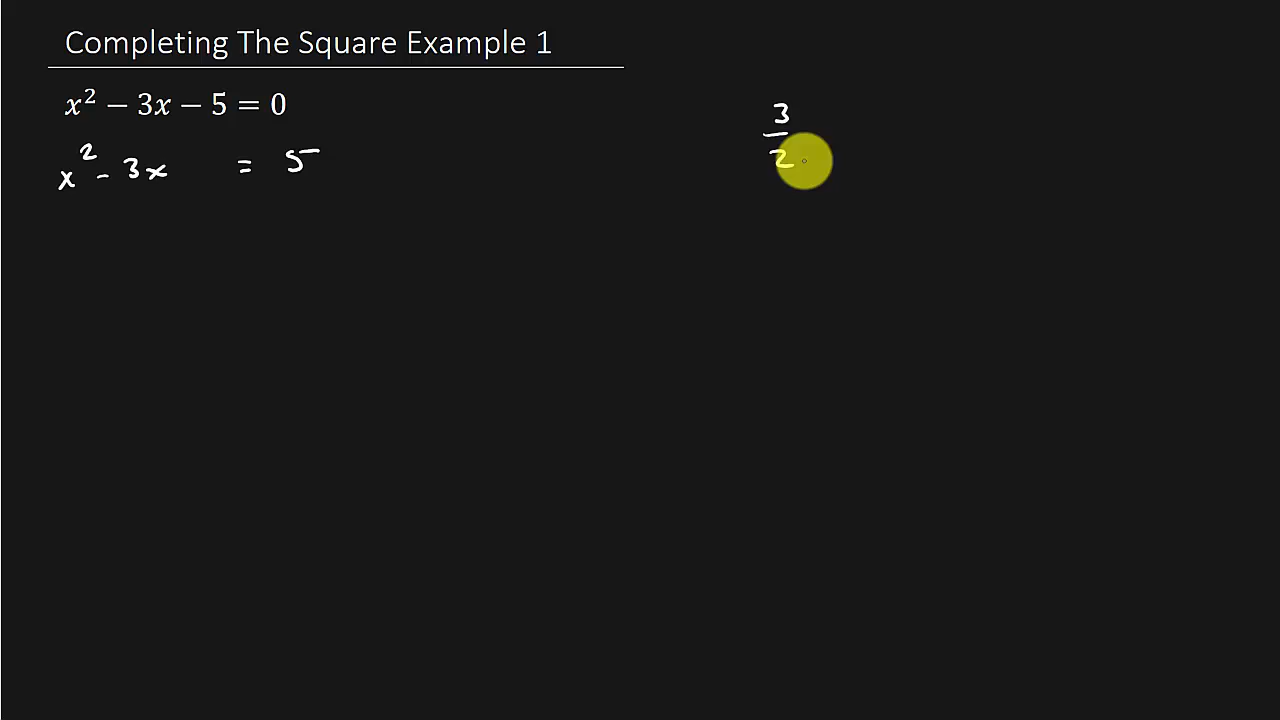 Completing The Square Example 1
x² − 3x − 5 = 0
x² - 3x = 5
3
2